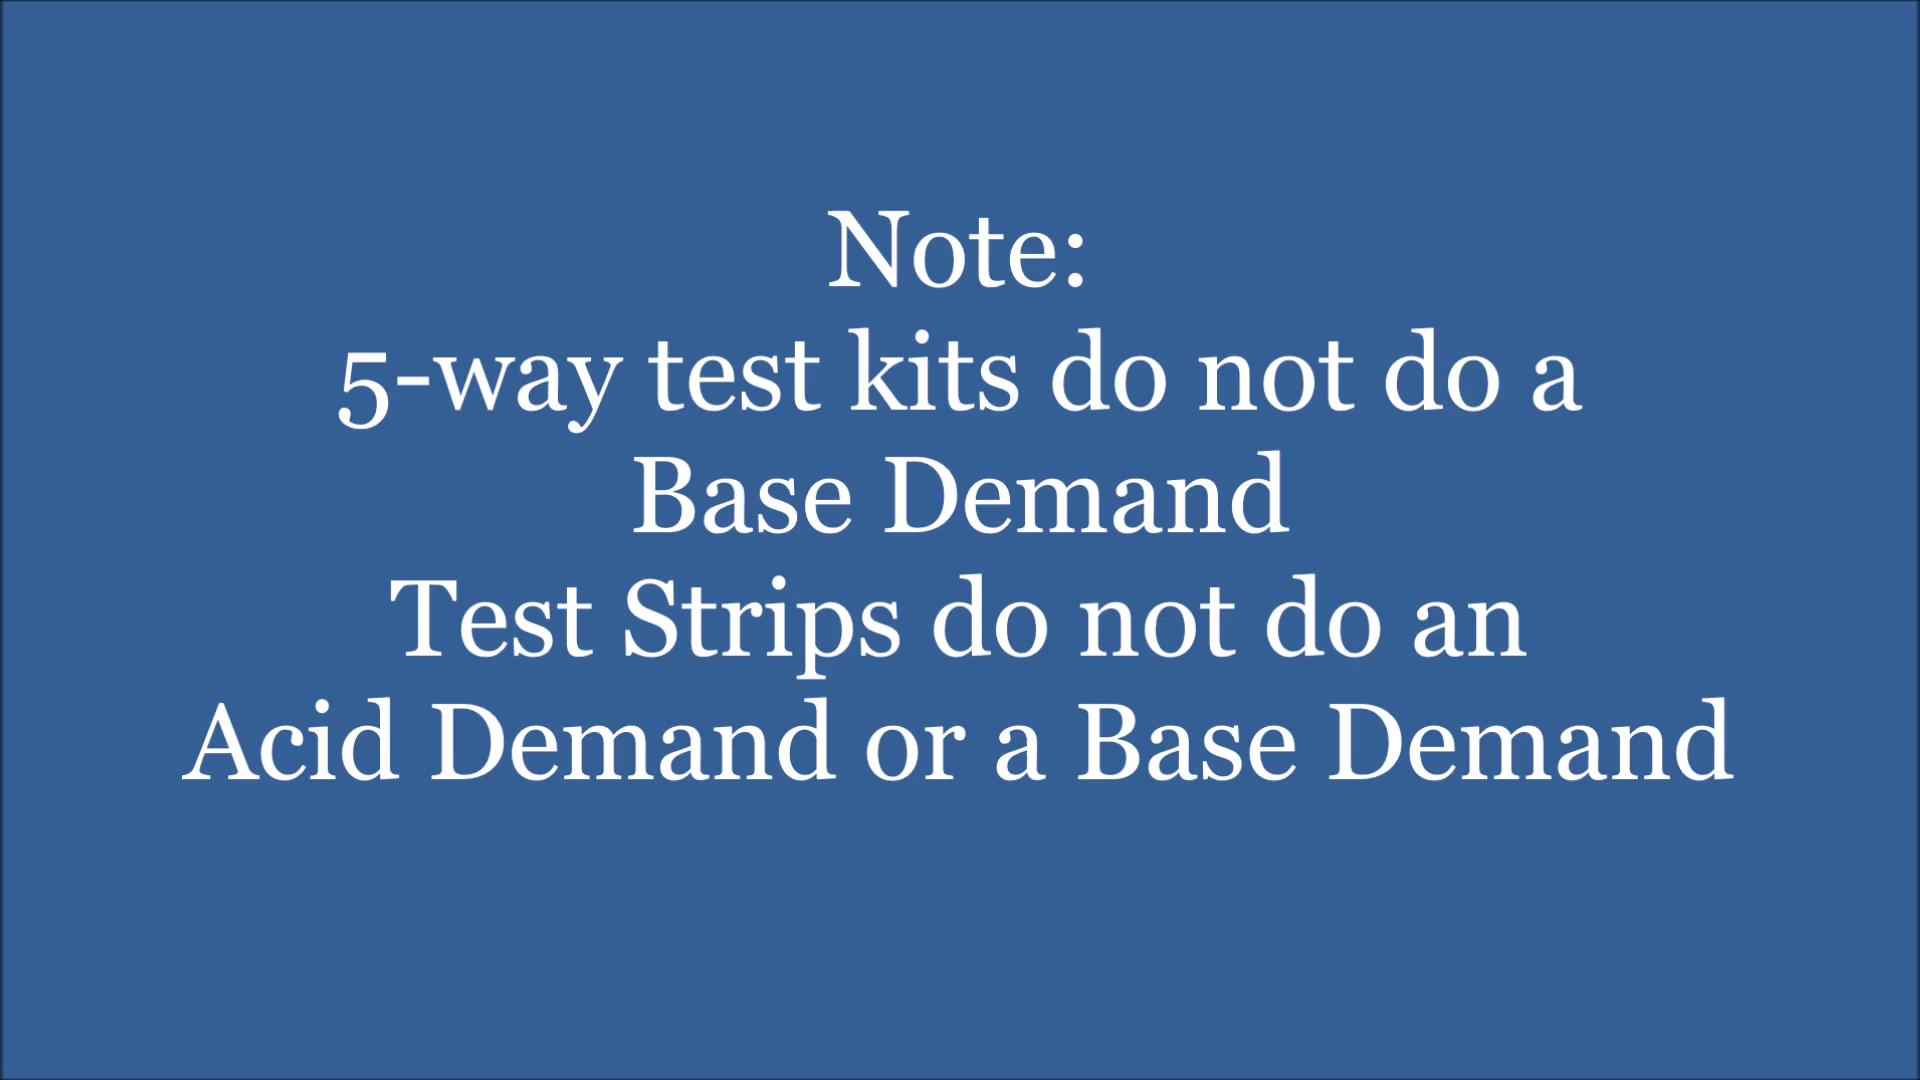 Note:
5-way test kits do not do a
Base Demand
Test Strips do not do an
Acid Demand or a Base Demand